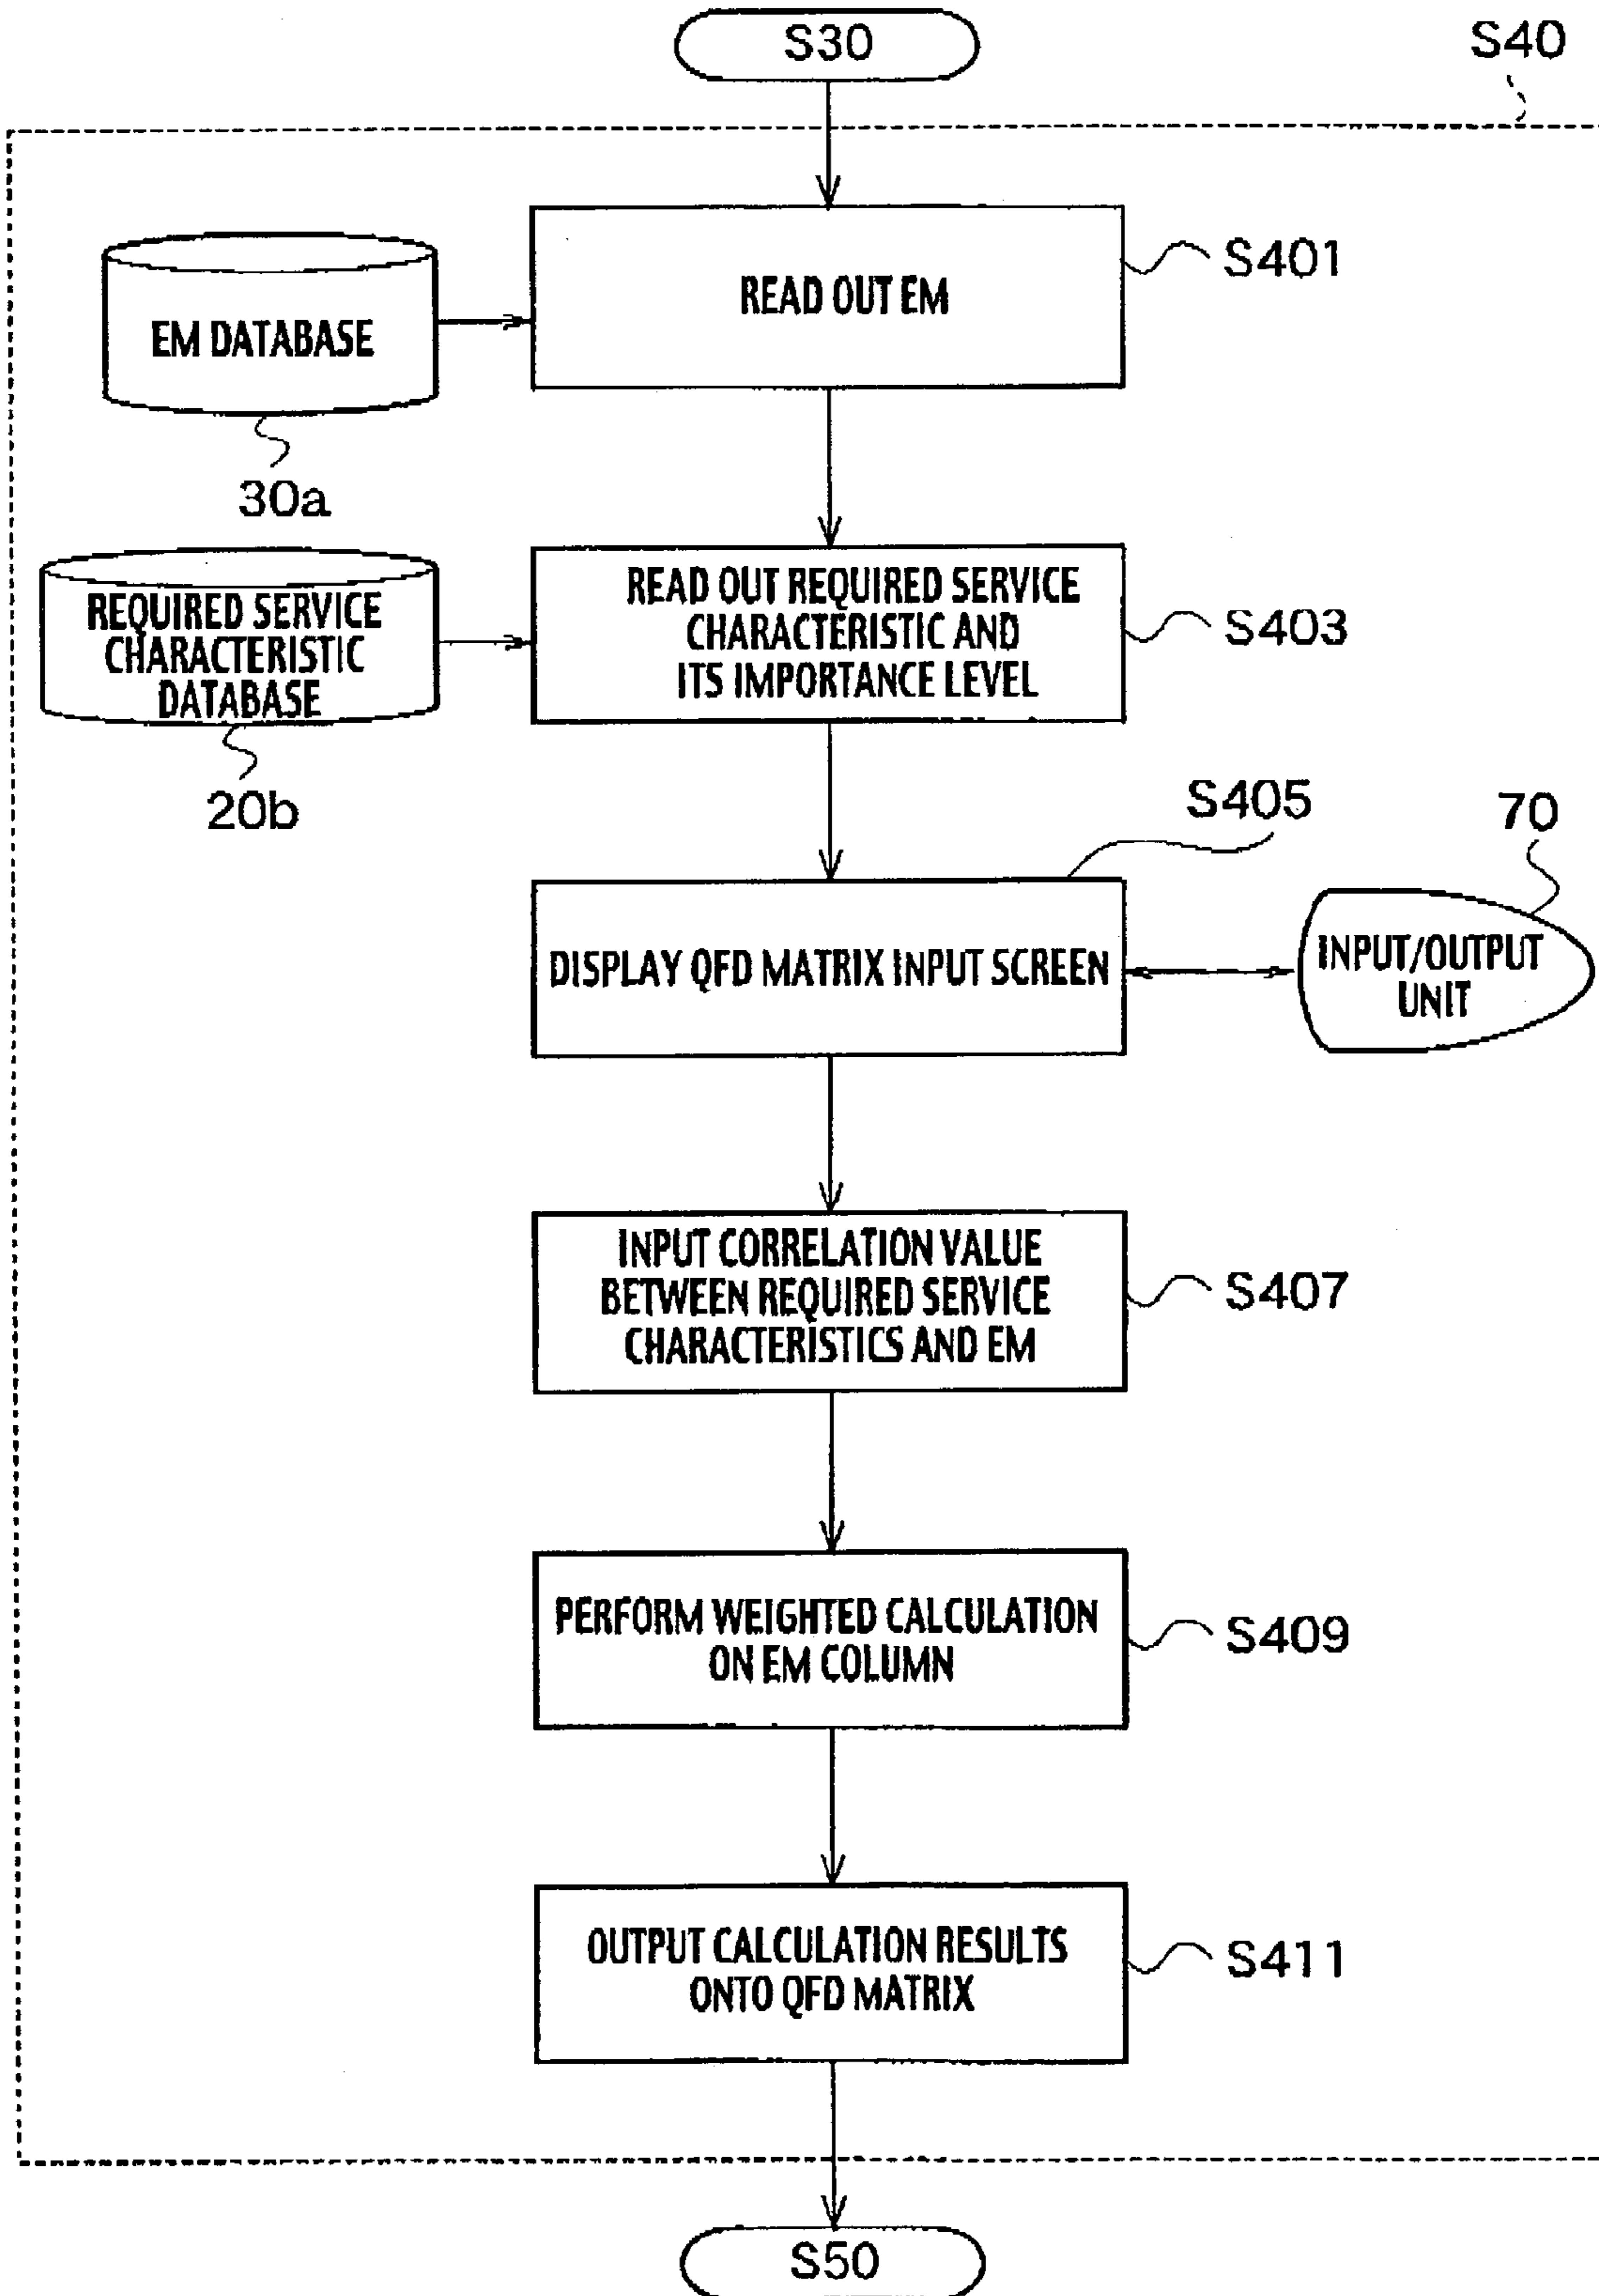 S30
S40
READ OUT EM
S401
EM DATABASE
30a
READ OUT REQUIRED SERVICE
CHARACTERISTIC AND
ITS IMPORTANCE LEVEL
S403
REQUIRED SERVICE
CHARACTERISTIC
DATABASE
20b
S405
70
DISPLAY QFD MATRIX INPUT SCREEN
INPUT/OUTPUT
UNIT
INPUT CORRELATION VALUE
BETWEEN REQUIRED SERVICE
CHARACTERISTICS AND EM
S407
PERFORM WEIGHTED CALCULATION
ON EM COLUMN
S409
OUTPUT CALCULATION RESULTS
ONTO QFD MATRIX
S411
S50